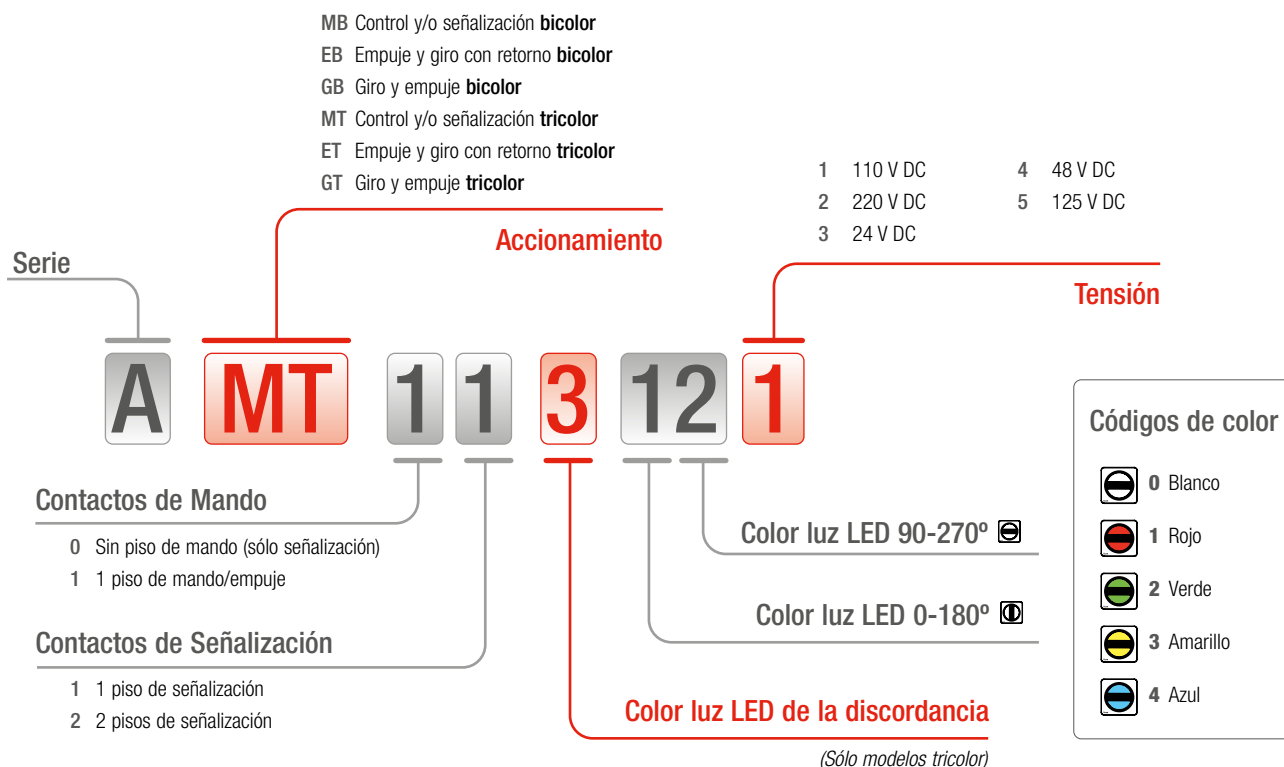 MB Control y/o señalización bicolor
EB Empuje y giro con retorno bicolor
GB Giro y empuje bicolor
MT Control y/o señalización tricolor
ET Empuje y giro con retorno tricolor
GT Giro y empuje tricolor
Accionamiento
1 110 V DC
2 220 V DC
3 24 V DC
4 48 V DC
5 125 V DC
Tensión
Serie
A MT 1 1 3 12 1
Contactos de Mando
0 Sin piso de mando (sólo señalización)
1 1 piso de mando/empuje
Contactos de Señalización
1 1 piso de señalización
2 2 pisos de señalización
Color luz LED 90-270º
Color luz LED 0-180º
Color luz LED de la discordancia
(Sólo modelos tricolor)
Códigos de color
0 Blanco
1 Rojo
2 Verde
3 Amarillo
4 Azul